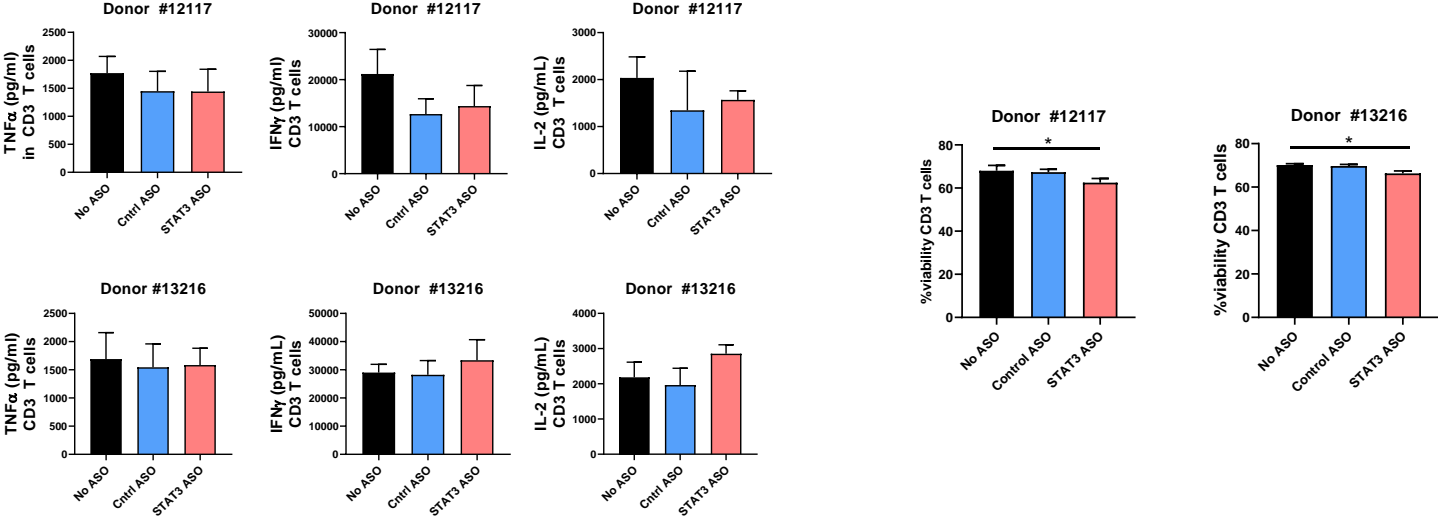 Donor #12117
TNFα (pg/ml)
in CD3 T cells
2500
2000
1500
1000
500
0
No ASO
Cntrl ASO
STAT3 ASO
Donor #12117
IFNγ (pg/ml)
CD3 T cells
30000
20000
10000
0
No ASO
Cntrl ASO
STAT3 ASO
Donor #12117
IL-2 (pg/mL)
CD3 T cells
3000
2000
1000
0
No ASO
Cntrl ASO
STAT3 ASO
Donor #12117
*
%viability CD3 T cells
80
60
40
20
0
No ASO
Control ASO
STAT3 ASO
Donor #13216
*
%viability CD3 T cells
80
60
40
20
0
No ASO
Control ASO
STAT3 ASO
Donor #13216
TNFα (pg/ml)
CD3 T cells
2500
2000
1500
1000
500
0
No ASO
Cntrl ASO
STAT3 ASO
Donor #13216
IFNγ (pg/mL)
CD3 T cells
50000
40000
30000
20000
10000
0
No ASO
Cntrl ASO
STAT3 ASO
Donor #13216
IL-2 (pg/mL)
CD3 T cells
4000
3000
2000
1000
0
No ASO
Cntrl ASO
STAT3 ASO